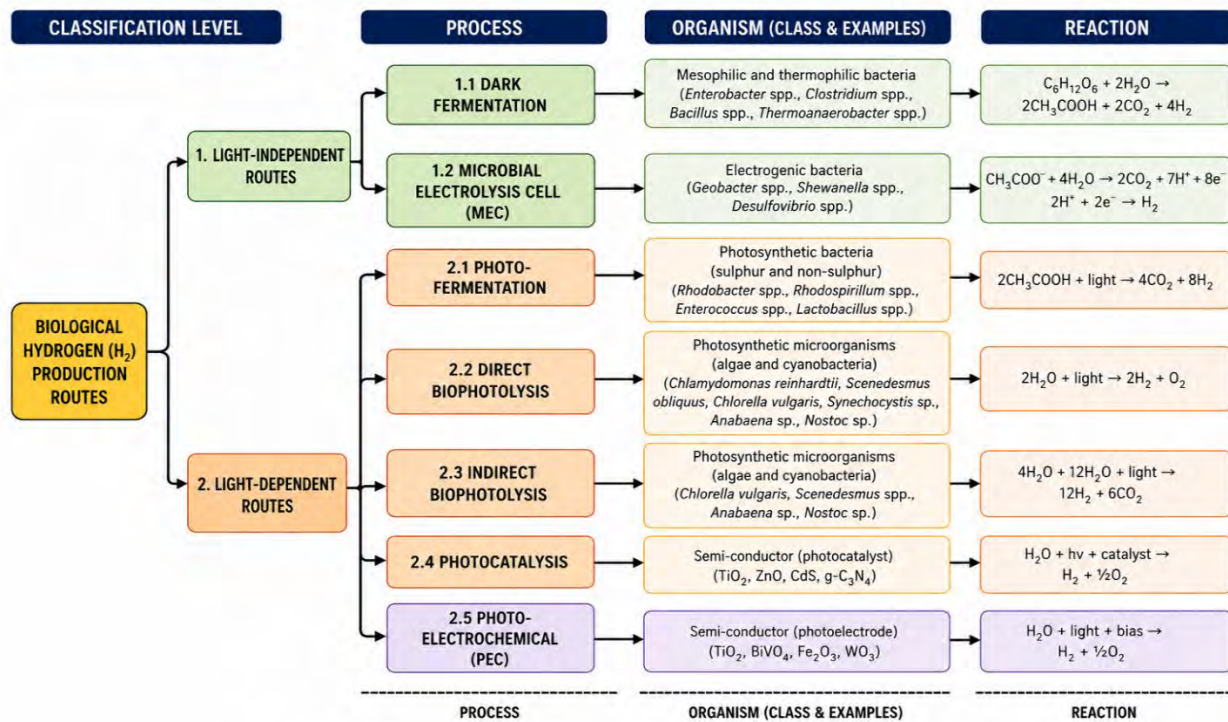 CLASSIFICATION LEVEL
PROCESS
ORGANISM (CLASS & EXAMPLES)
REACTION
BIOLOGICAL
HYDROGEN (H₂)
PRODUCTION
ROUTES
1. LIGHT-INDEPENDENT
ROUTES
1.1 DARK
FERMENTATION
Mesophilic and thermophilic bacteria
(Enterobacter spp., Clostridium spp.,
Bacillus spp., Thermoanaerobacter spp.)
C₆H₁₂O₆ + 2H₂O →
2CH₃COOH + 2CO₂ + 4H₂
1.2 MICROBIAL
ELECTROLYSIS CELL
(MEC)
Electrogenic bacteria
(Geobacter spp., Shewanella spp.,
Desulfovibrio spp.)
CH₃COO⁻ + 4H₂O → 2CO₂ + 7H⁺ + 8e⁻
2H⁺ + 2e⁻ → H₂
2. LIGHT-DEPENDENT
ROUTES
2.1 PHOTO-
FERMENTATION
Photosynthetic bacteria
(sulphur and non-sulphur)
(Rhodobacter spp., Rhodospirillum spp.,
Enterococcus spp., Lactobacillus spp.)
2CH₃COOH + light → 4CO₂ + 8H₂
2.2 DIRECT
BIOPHOTOLYSIS
Photosynthetic microorganisms
(algae and cyanobacteria)
(Chlamydomonas reinhardtii, Scenedesmus
obliquus, Chlorella vulgaris, Synechocystis sp.,
Anabaena sp., Nostoc sp.)
2H₂O + light → 2H₂ + O₂
2.3 INDIRECT
BIOPHOTOLYSIS
Photosynthetic microorganisms
(algae and cyanobacteria)
(Chlorella vulgaris, Scenedesmus spp.,
Anabaena sp., Nostoc sp.)
4H₂O + 12H₂O + light →
12H₂ + 6CO₂
2.4 PHOTOCATALYSIS
Semi-conductor (photocatalyst)
(TiO₂, ZnO, CdS, g-C₃N₄)
H₂O + hv + catalyst →
H₂ + ½O₂
2.5 PHOTO-
ELECTROCHEMICAL
(PEC)
Semi-conductor (photoelectrode)
(TiO₂, BiVO₄, Fe₂O₃, WO₃)
H₂O + light + bias →
H₂ + ½O₂
PROCESS
ORGANISM (CLASS & EXAMPLES)
REACTION